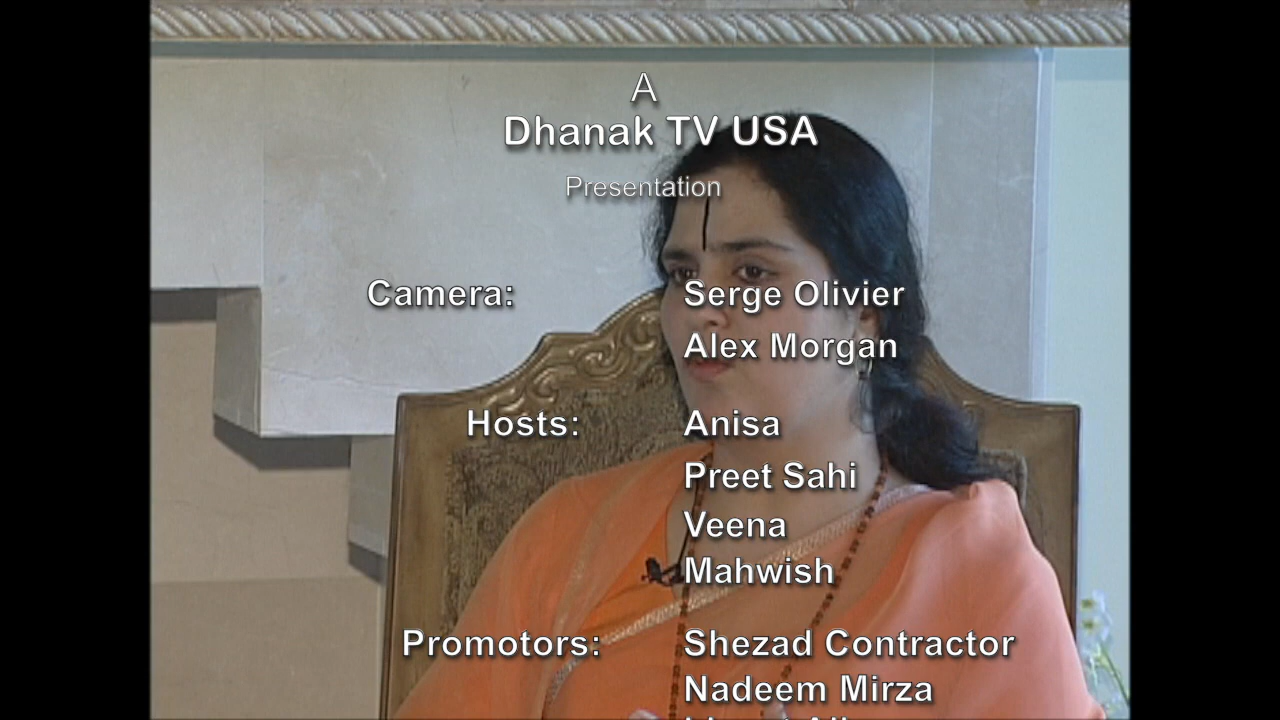 A
Dhanak TV USA
Presentation
Camera: Serge Olivier
Alex Morgan
Hosts: Anisa
Preet Sahi
Veena
Mahwish
Promotors: Shezad Contractor
Nadeem Mirza